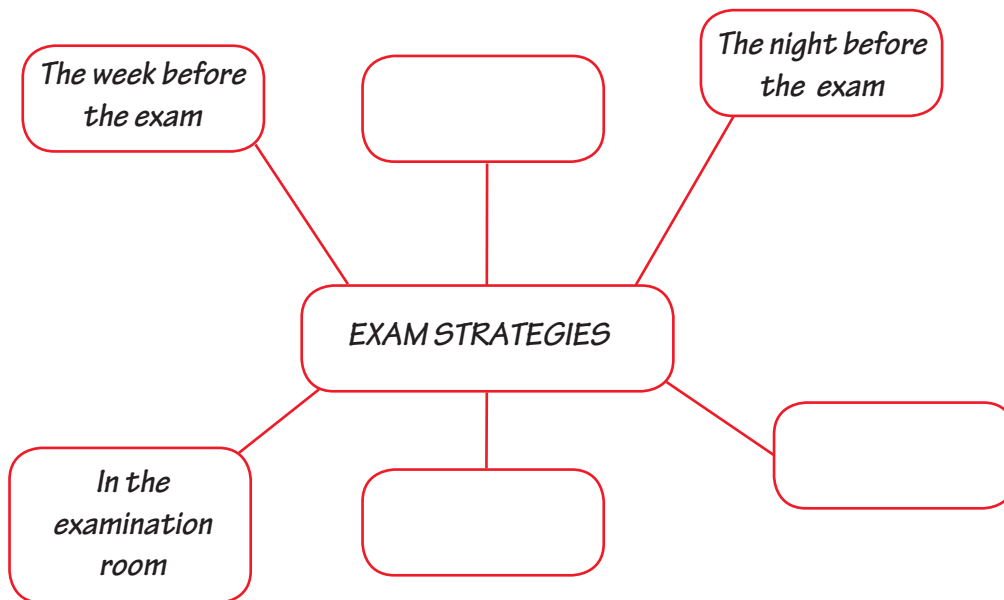 The week before
the exam
The night before
the exam
EXAM STRATEGIES
In the
examination
room